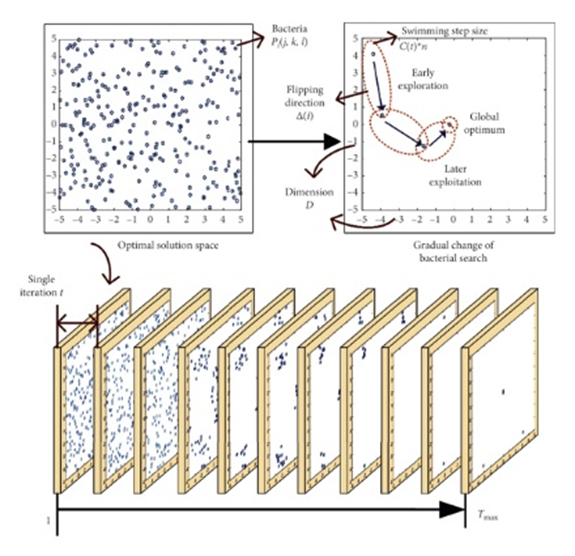 Bacteria
Pᵢ(j, k, l)
5
4
3
2
1
0
−1
−2
−3
−4
−5
−5 −4 −3 −2 −1 0 1 2 3 4 5
Optimal solution space
Flipping
direction
Δ(i)
Dimension
D
Swimming step size
C(t)*n
Early
exploration
Global
optimum
Later
exploitation
5
4
3
2
1
0
−1
−2
−3
−4
−5
−5 −4 −3 −2 −1 0 1 2 3 4 5
Gradual change of
bacterial search
Single
iteration t
Tmax